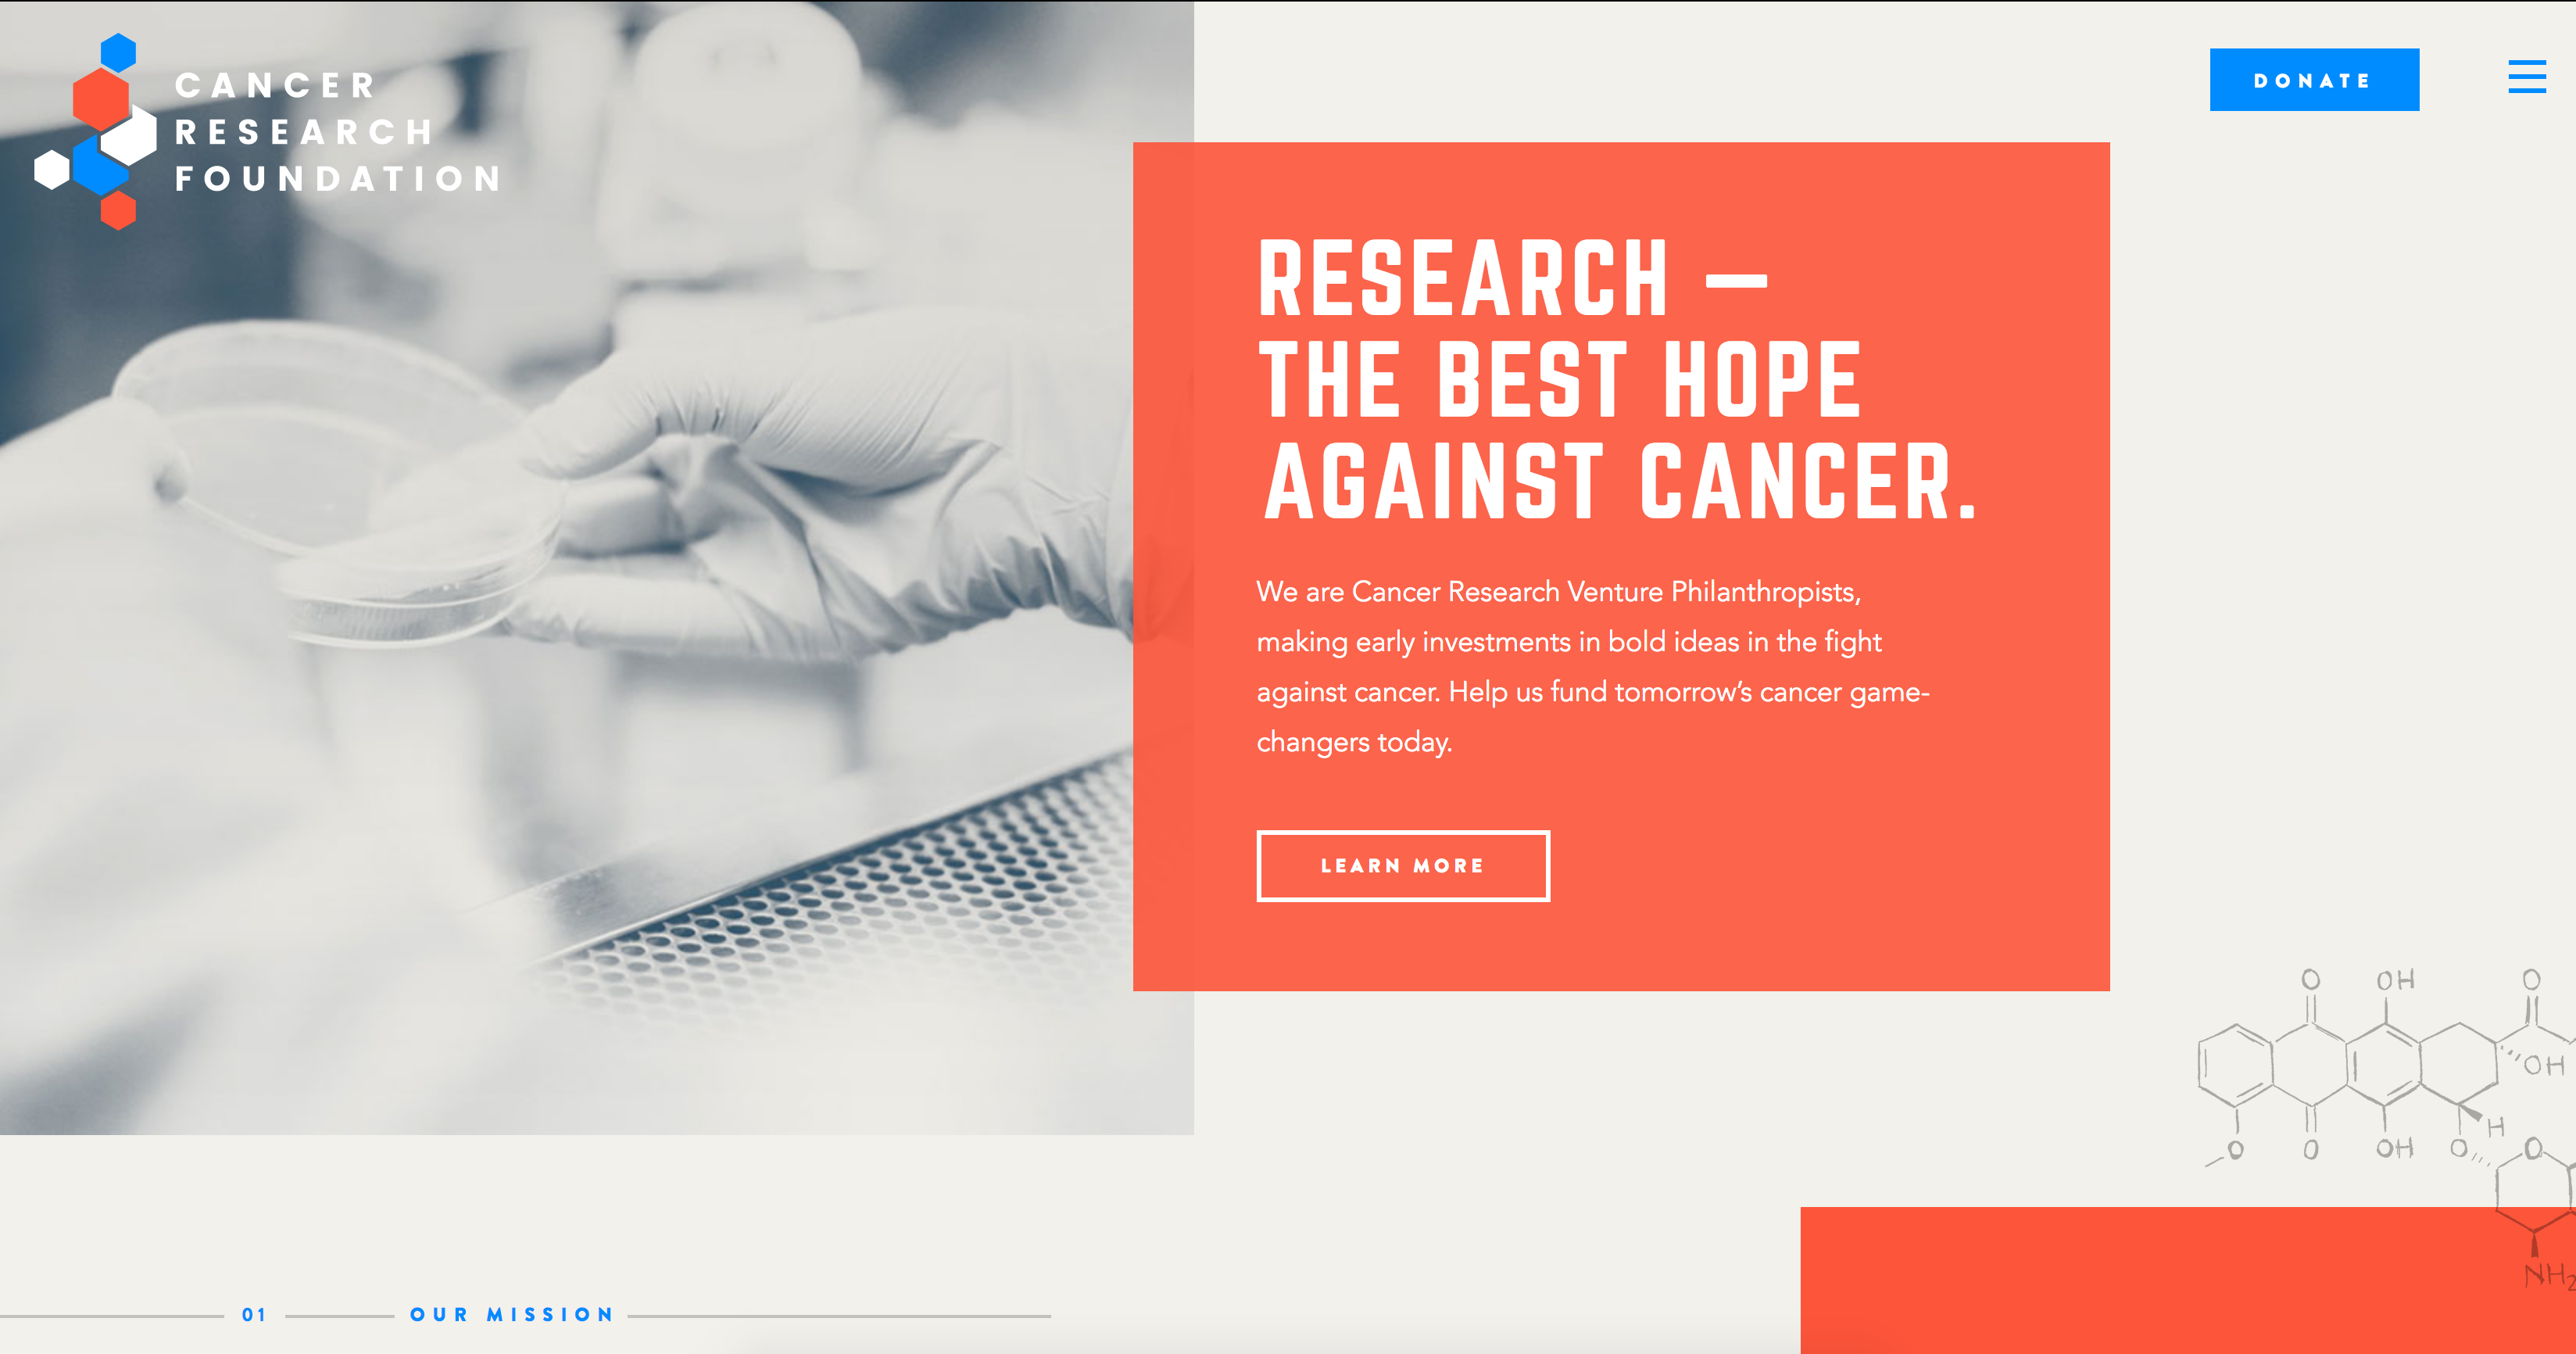 CANCER
RESEARCH
FOUNDATION
DONATE
RESEARCH —
THE BEST HOPE
AGAINST CANCER.
We are Cancer Research Venture Philanthropists,
making early investments in bold ideas in the fight
against cancer. Help us fund tomorrow’s cancer game-
changers today.
LEARN MORE
O OH O
OH
H
O O OH O O
NH2
01 OUR MISSION